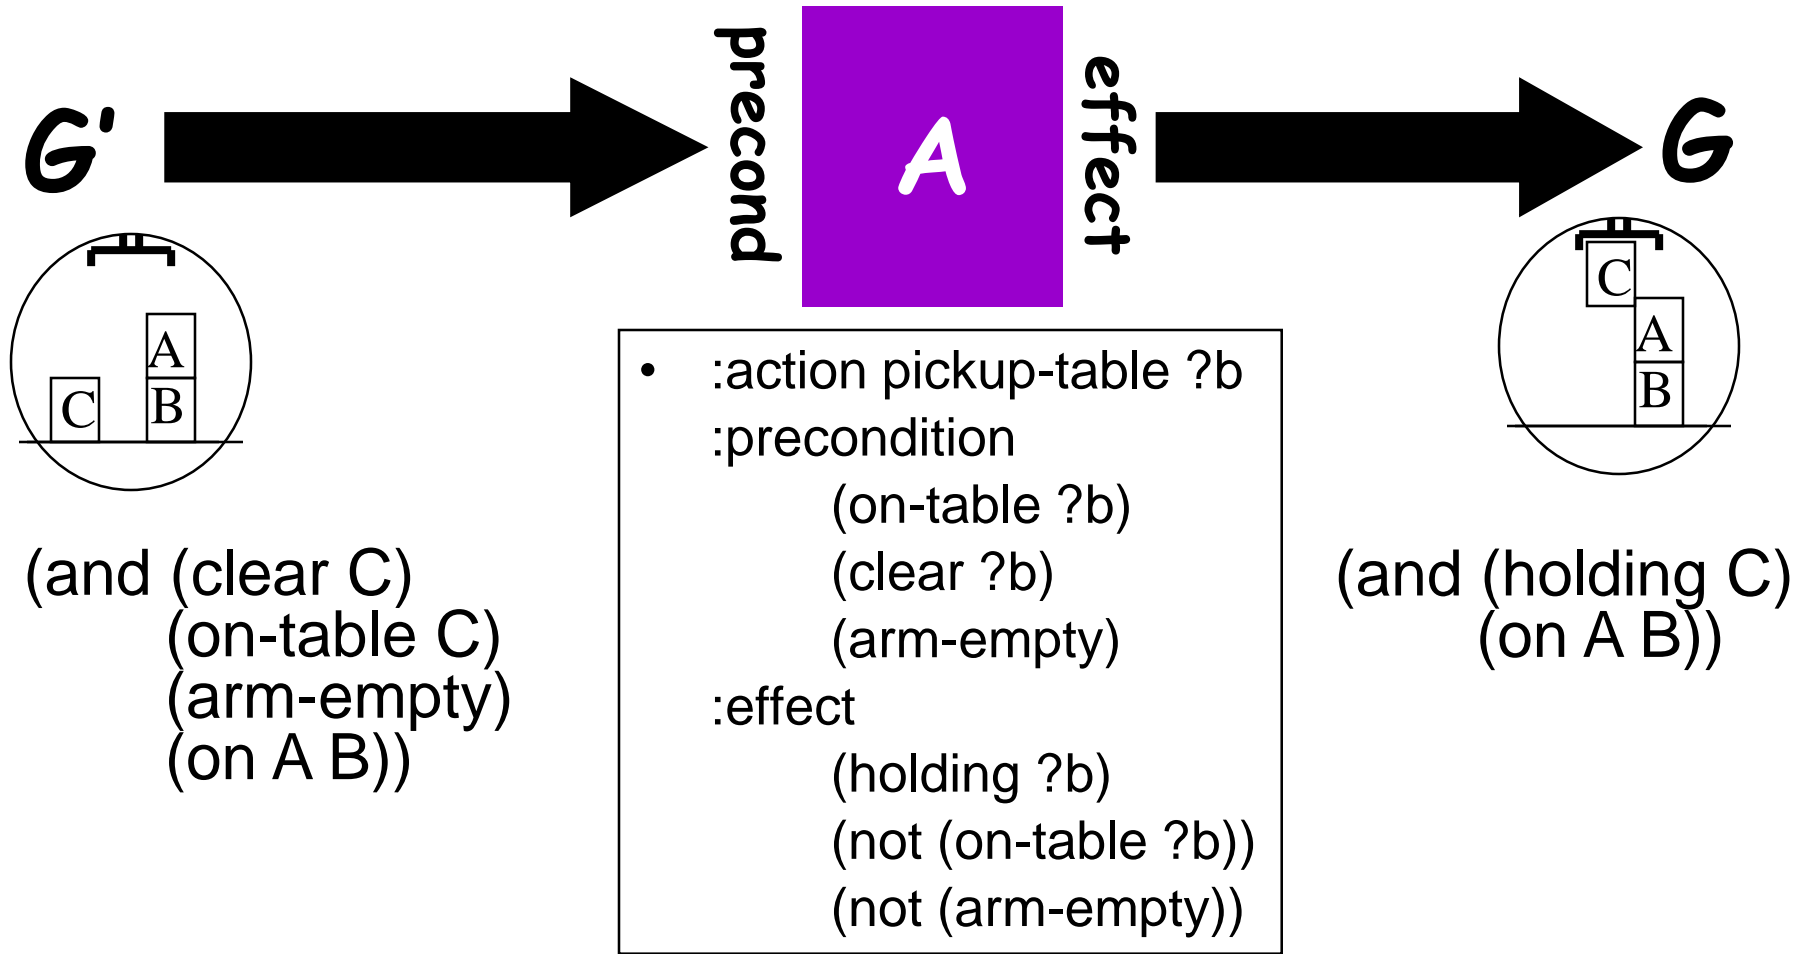 G'
precond
A
effect
G
C
A
B
C
A
B
• :action pickup-table ?b
:precondition
(on-table ?b)
(clear ?b)
(arm-empty)
:effect
(holding ?b)
(not (on-table ?b))
(not (arm-empty))
(and (clear C)
(on-table C)
(arm-empty)
(on A B))
(and (holding C)
(on A B))